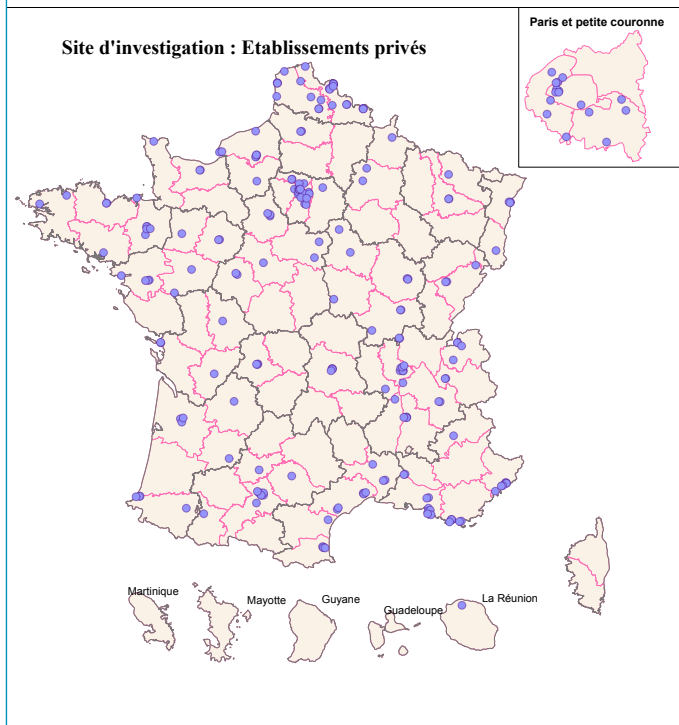 Paris et petite couronne
Site d'investigation : Etablissements privés
Martinique
Mayotte
Guyane
Guadeloupe
La Réunion